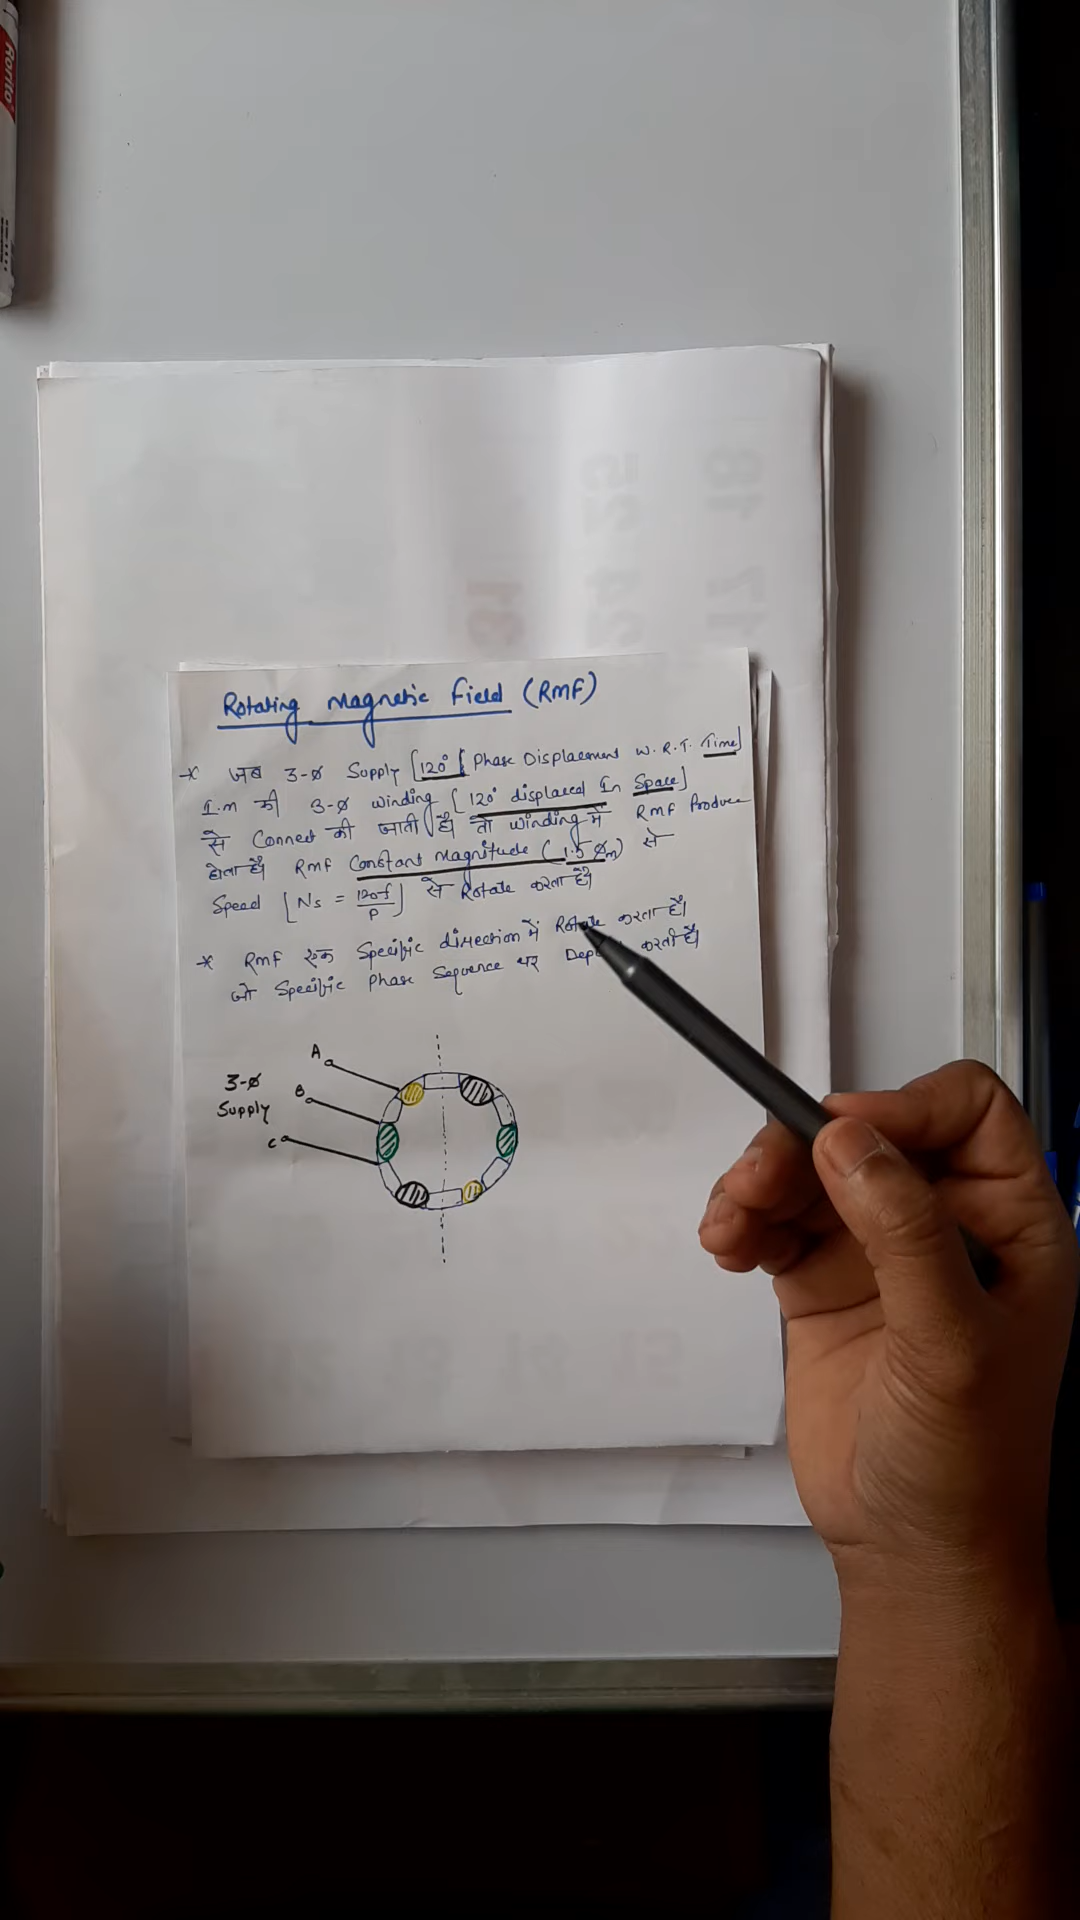 Rorito
Rotating Magnetic Field (RMF)
* जब 3-Ø Supply [120° [ Phase Displacement W.R.T. Time]
I.M की 3-Ø Winding [120° displaced In Space]
से Connect की जाती है। तो Winding में RMF Produce
होता है। RMF Constant Magnitude (1.5 Øm) से
Speed [Ns = 120f/P] से Rotate करता है।
* RMF एक Specific direction में Rotate करता है।
जो Specific Phase Sequence पर करती है।
A
3-Ø
Supply
B
C